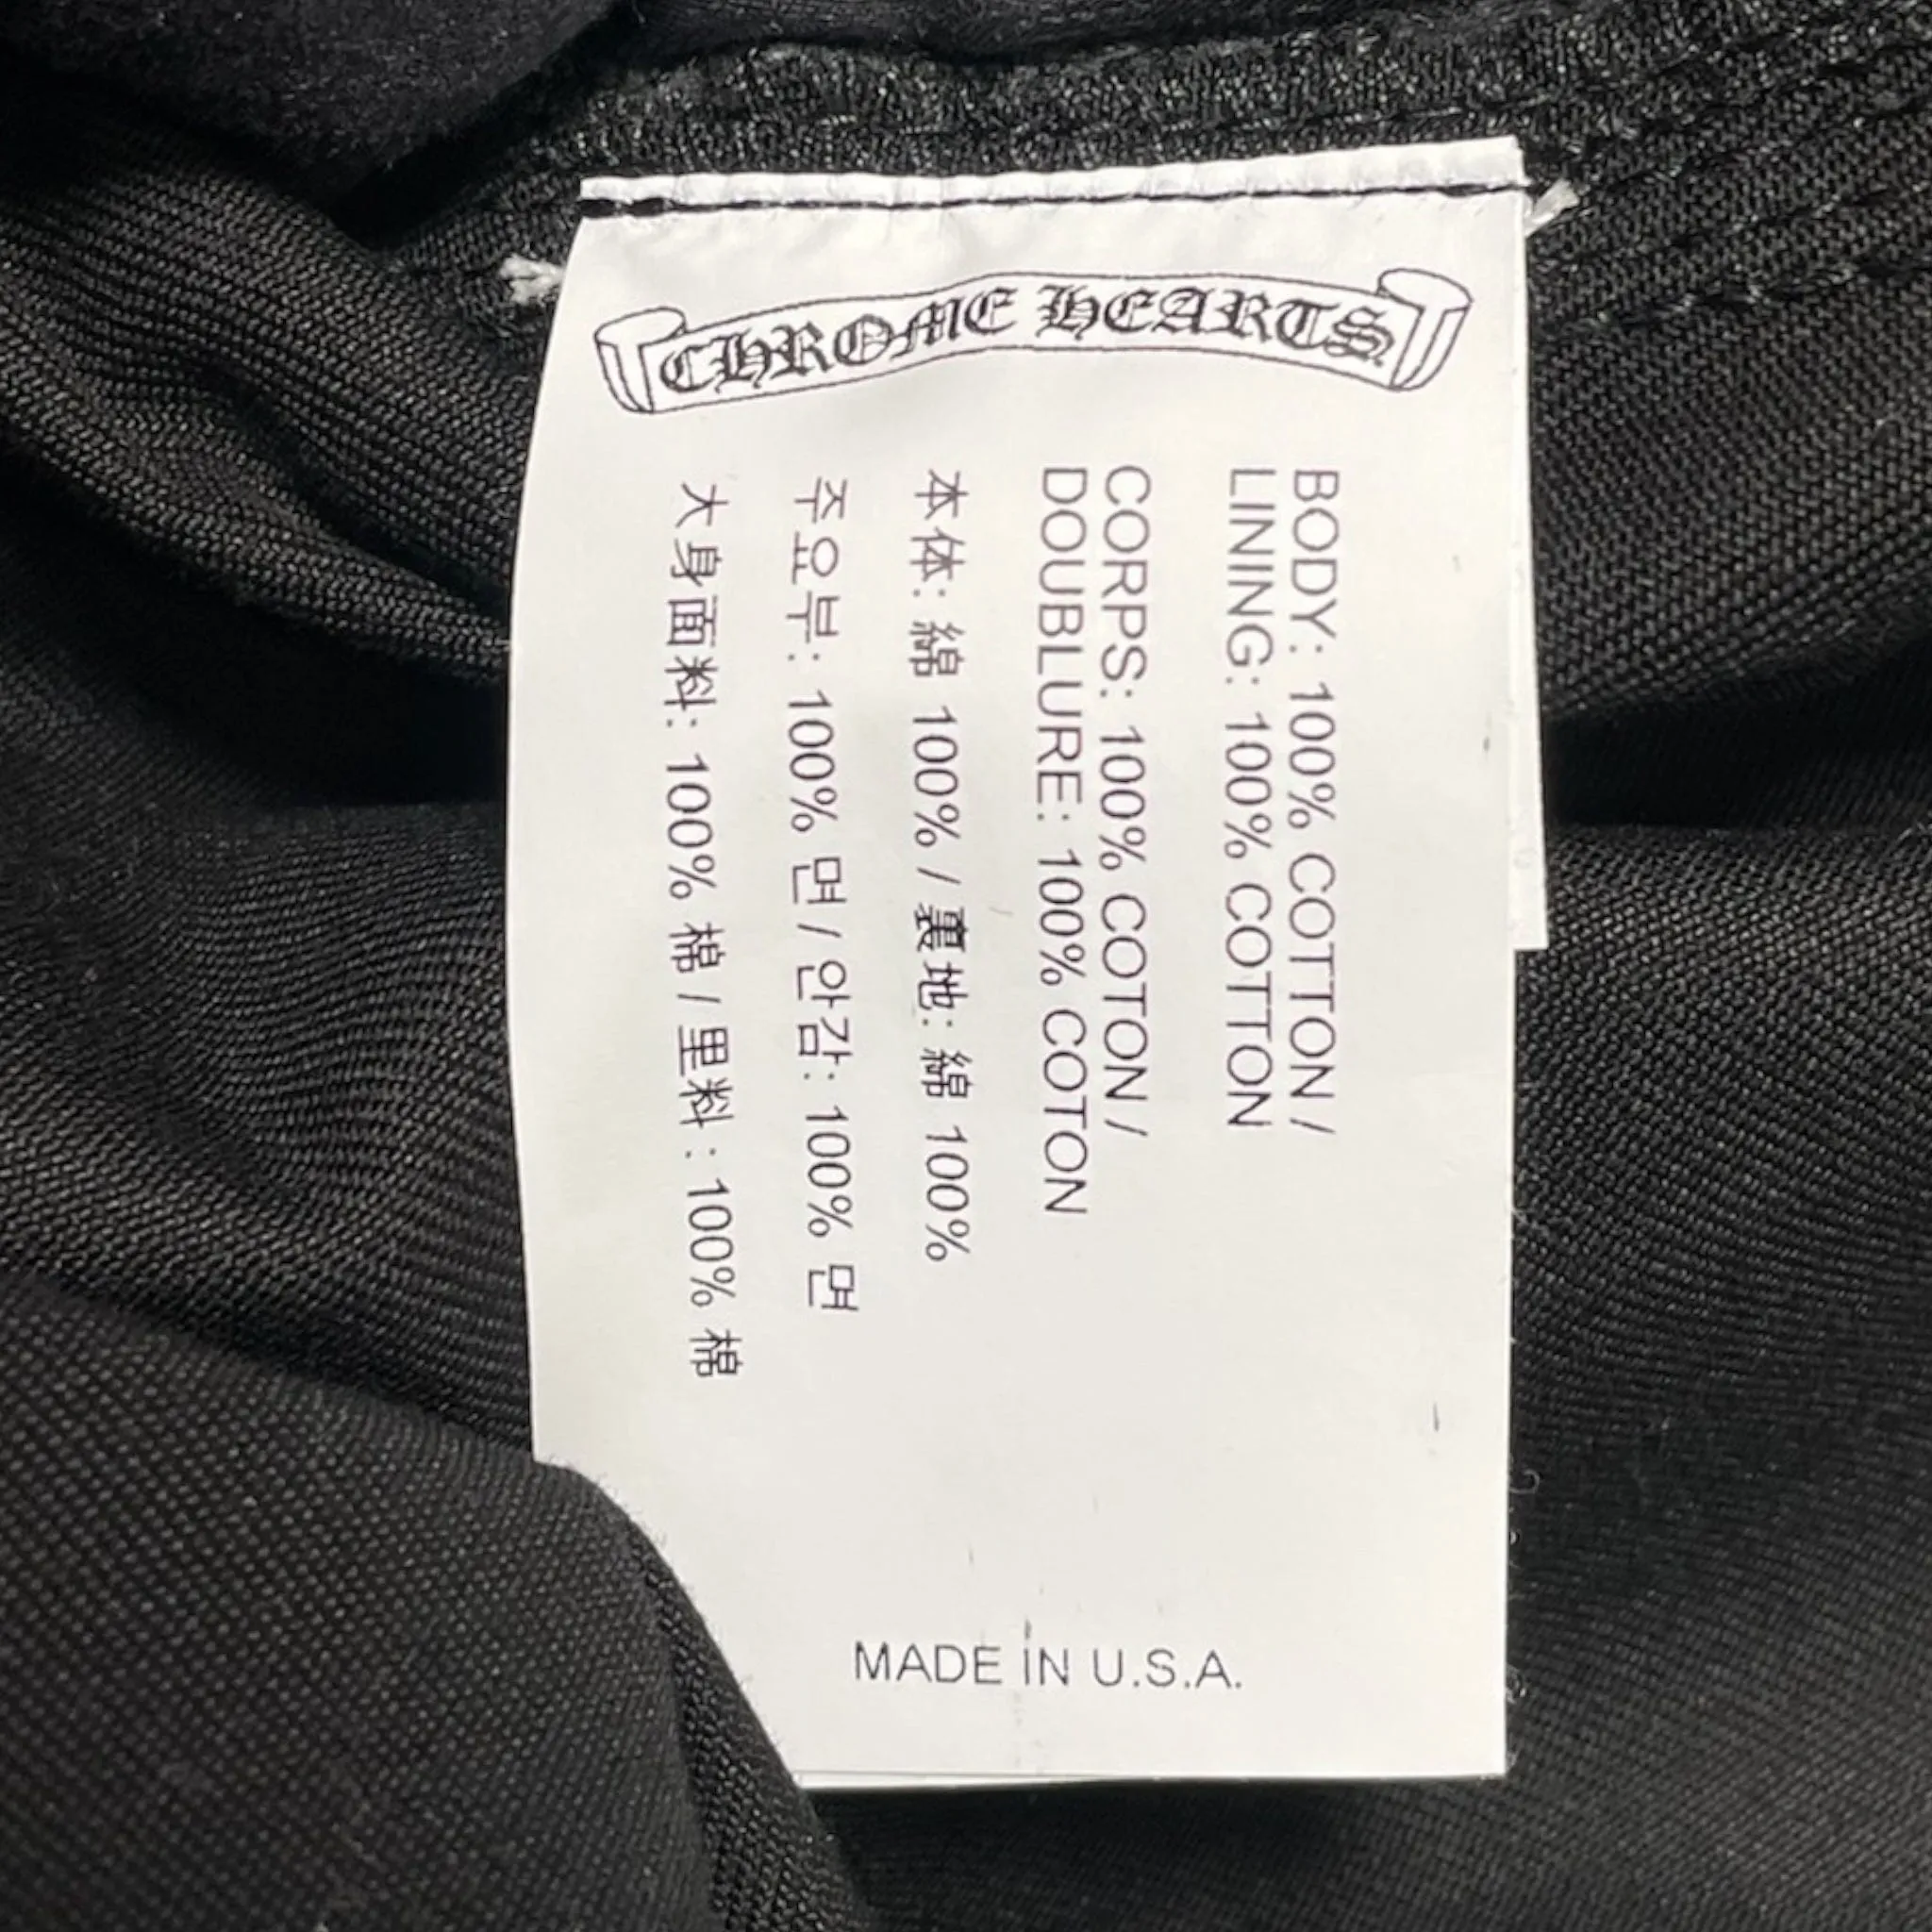 CHROME HEARTS
BODY: 100% COTTON /
LINING: 100% COTTON
CORPS: 100% COTON /
DOUBLURE: 100% COTON
本体: 綿 100% / 裏地: 綿 100%
주요부: 100% 면 / 안감: 100% 면
大身面料: 100% 棉 / 里料 : 100% 棉
MADE IN U.S.A.